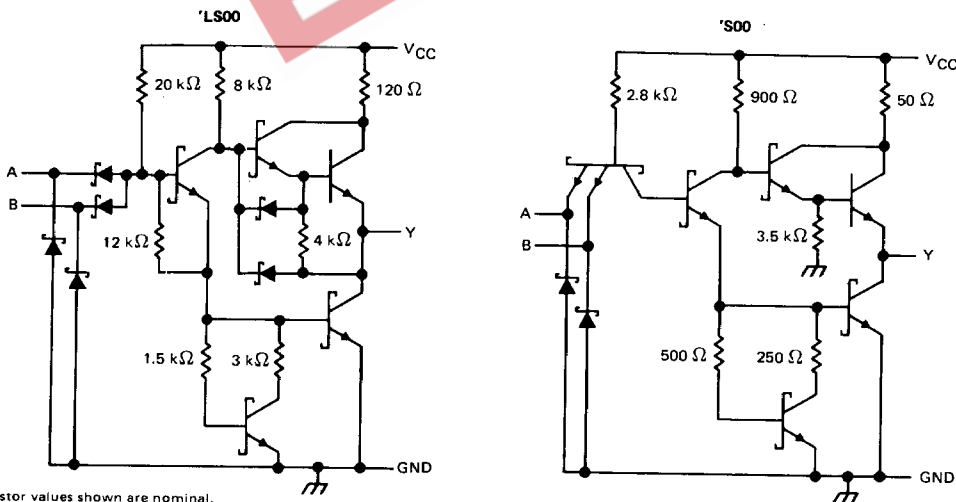 'LS00
VCC
20 kΩ
8 kΩ
120 Ω
A
B
12 kΩ
4 kΩ
Y
1.5 kΩ
3 kΩ
GND
'S00
VCC
2.8 kΩ
900 Ω
50 Ω
A
B
3.5 kΩ
Y
500 Ω
250 Ω
GND
values shown are nominal.